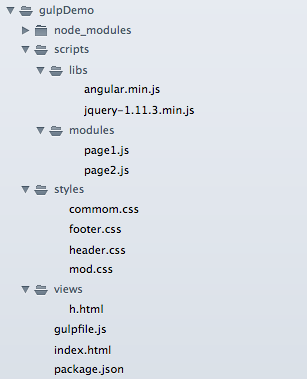 gulpDemo
node_modules
scripts
libs
angular.min.js
jquery-1.11.3.min.js
modules
page1.js
page2.js
styles
commom.css
footer.css
header.css
mod.css
views
h.html
gulpfile.js
index.html
package.json